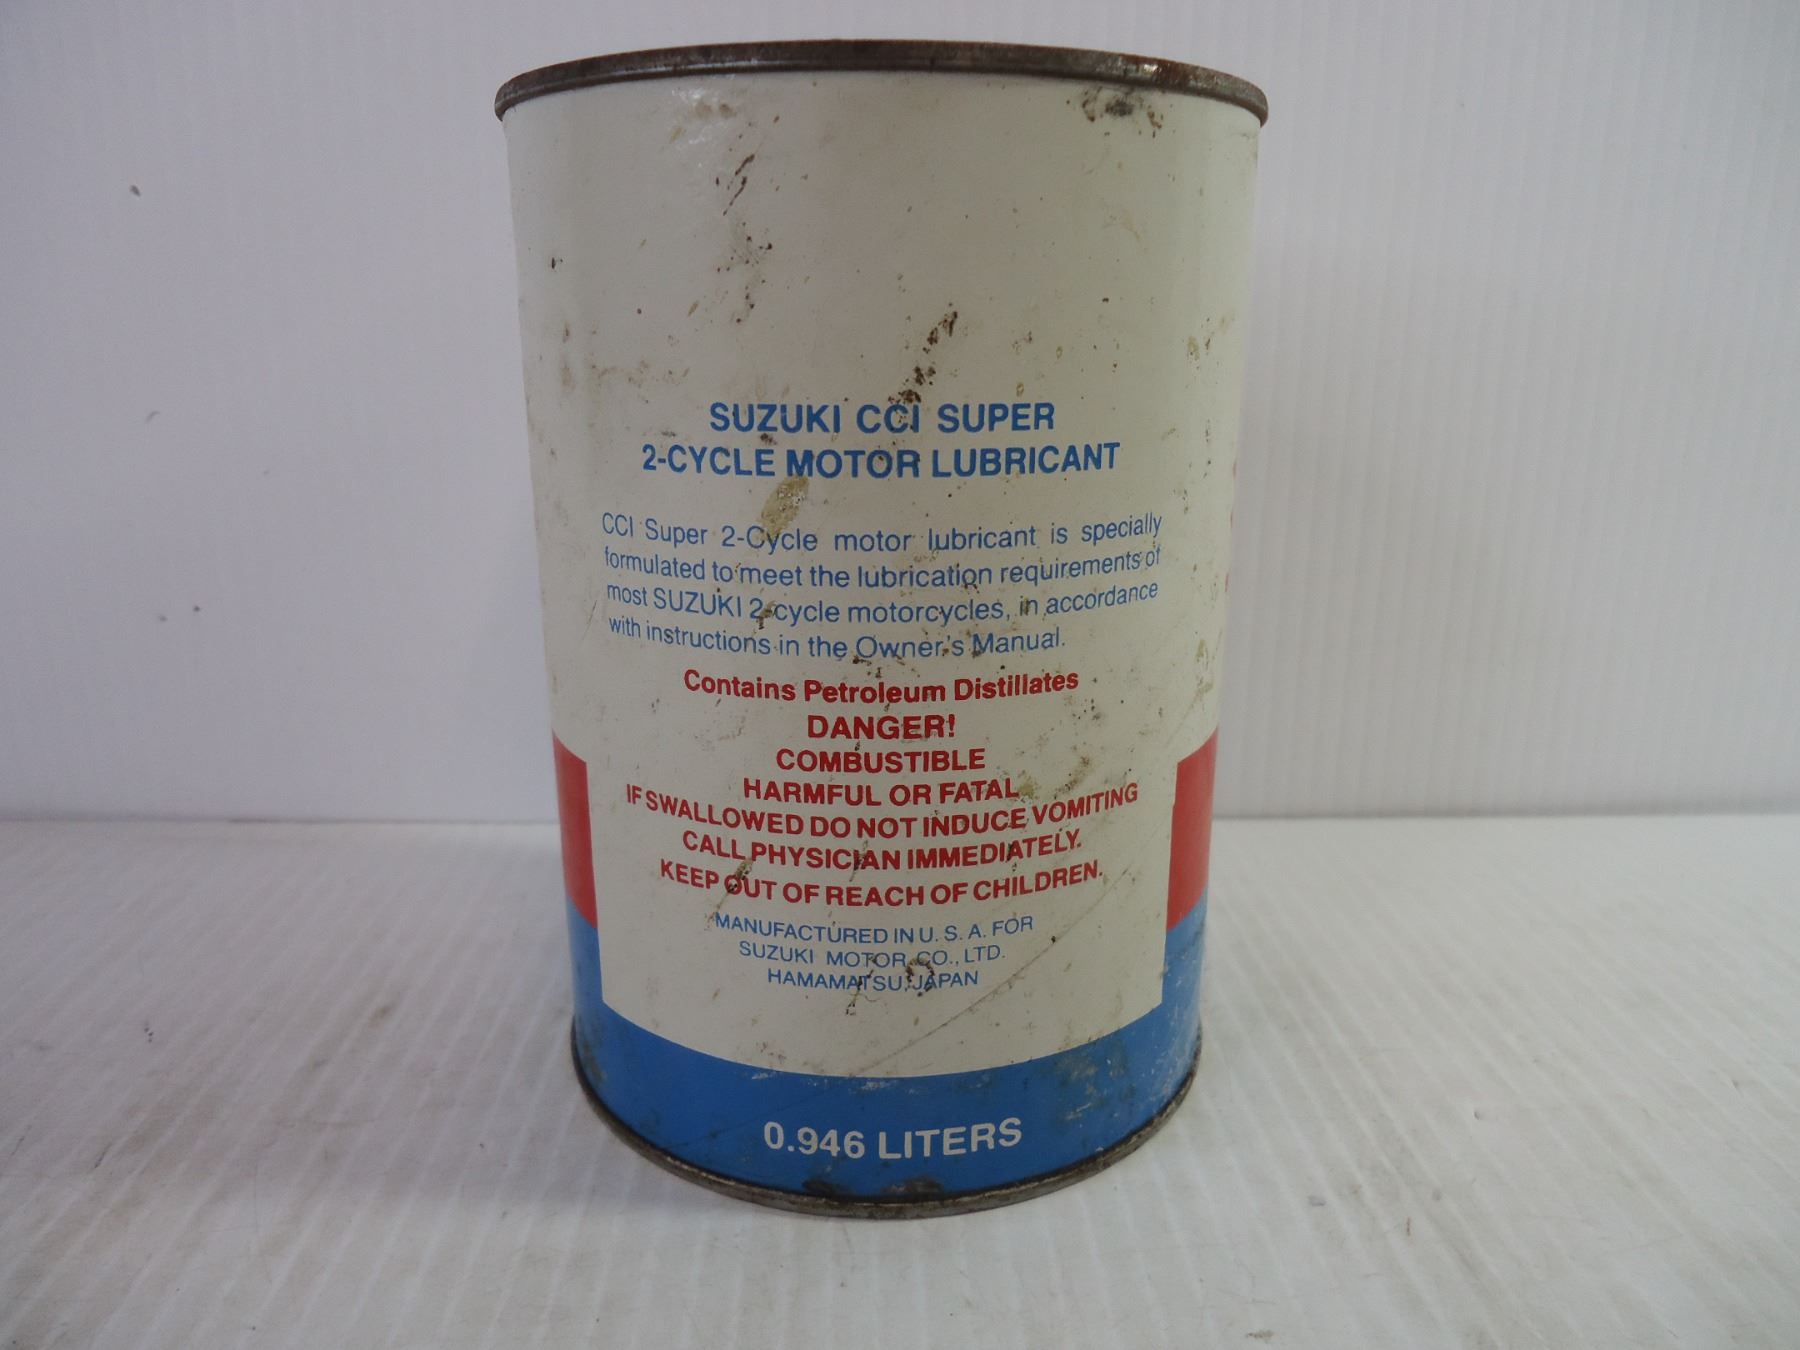 SUZUKI CCI SUPER
2-CYCLE MOTOR LUBRICANT
CCI Super 2-Cycle motor lubricant is specially
formulated to meet the lubrication requirements of
most SUZUKI 2-cycle motorcycles, in accordance
with instructions in the Owner's Manual.
Contains Petroleum Distillates
DANGER!
COMBUSTIBLE
HARMFUL OR FATAL
IF SWALLOWED DO NOT INDUCE VOMITING
CALL PHYSICIAN IMMEDIATELY.
KEEP OUT OF REACH OF CHILDREN.
MANUFACTURED IN U. S. A. FOR
SUZUKI MOTOR CO., LTD.
HAMAMATSU, JAPAN
0.946 LITERS